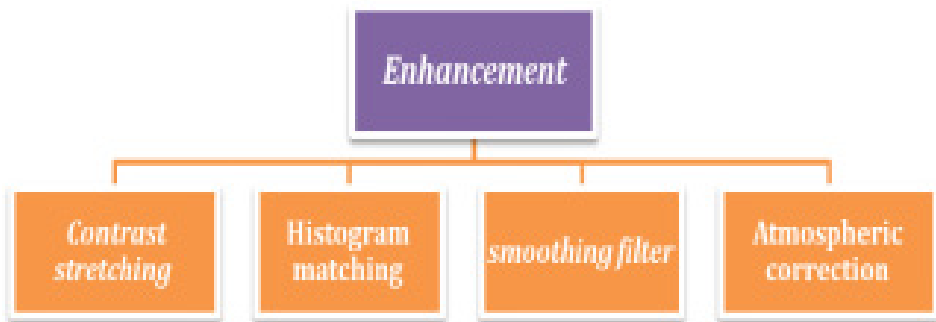 Enhancement
Contrast
stretching
Histogram
matching
smoothing filter
Atmospheric
correction